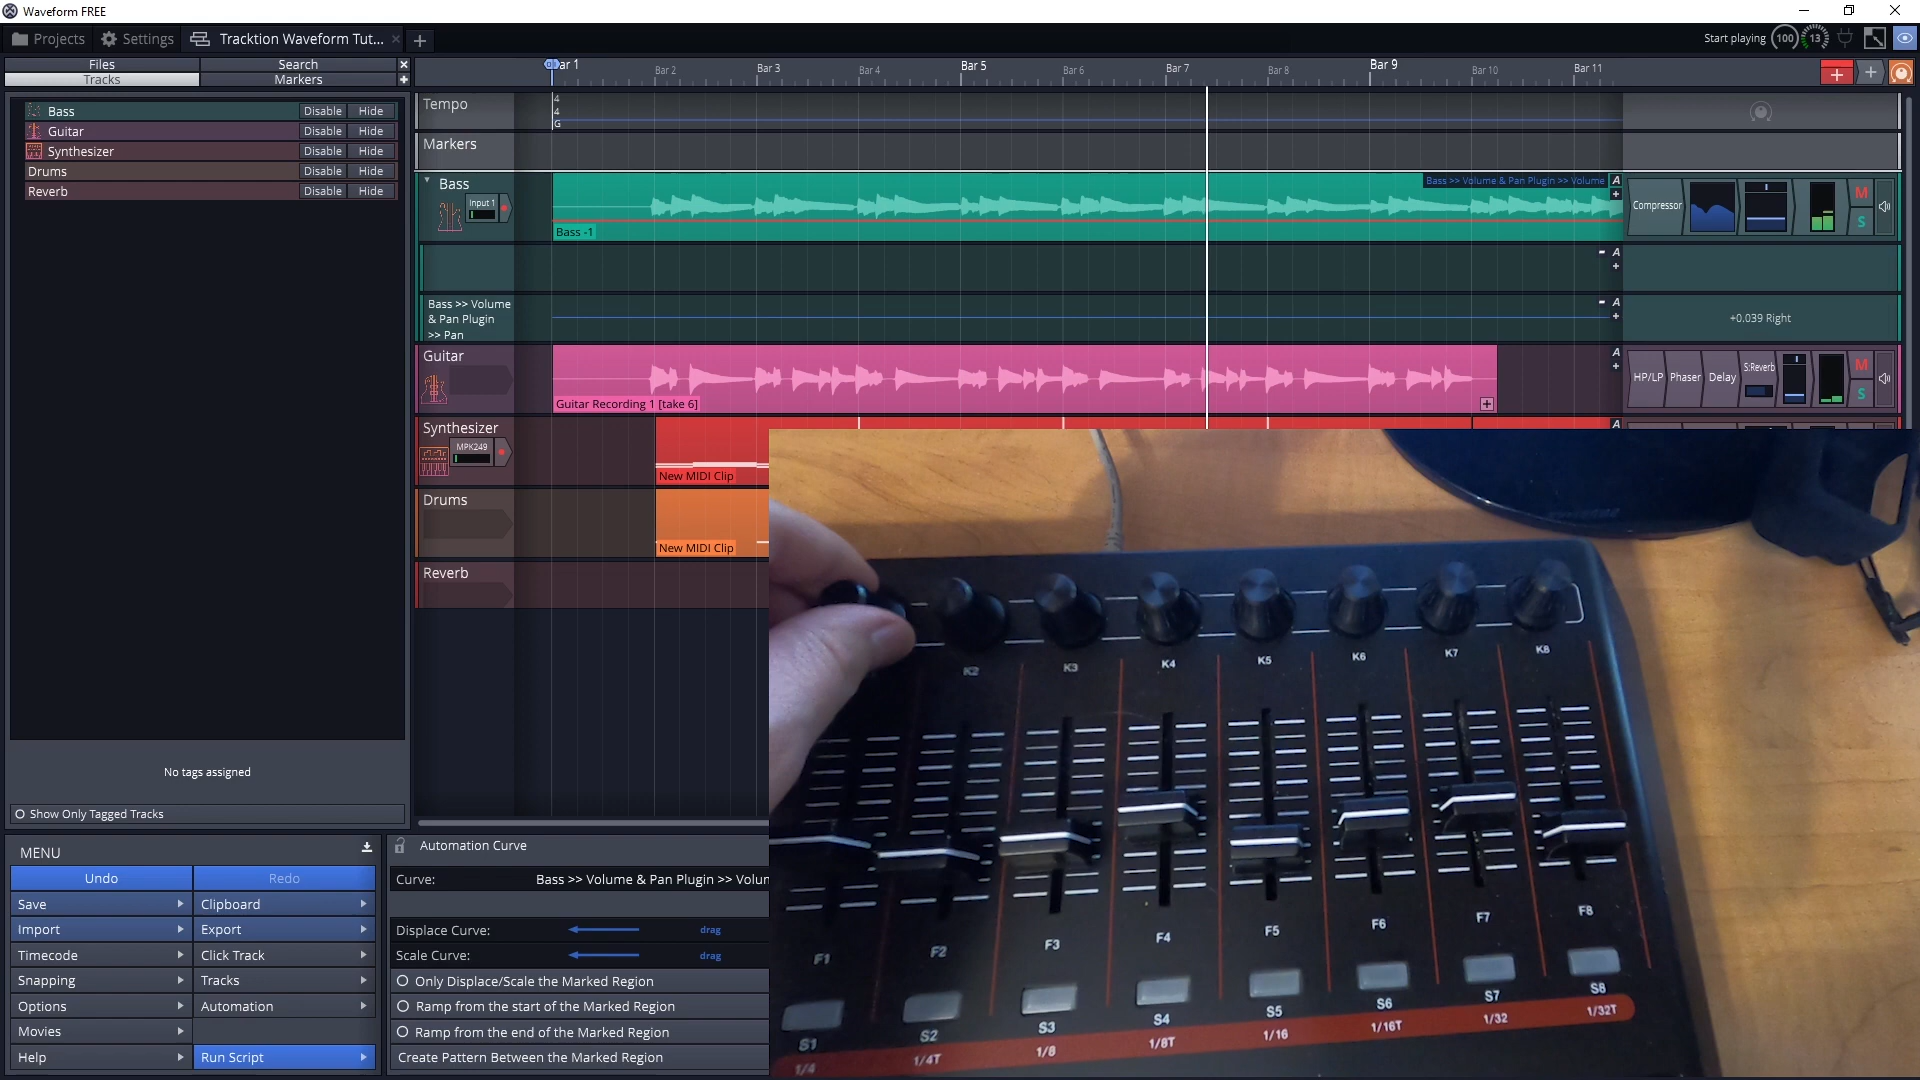 Waveform FREE
Projects
Settings
Tracktion Waveform Tut...
Start playing
100
13
Files
Search
Tracks
Markers
Bar 1
Bar 2
Bar 3
Bar 4
Bar 5
Bar 6
Bar 7
Bar 8
Bar 9
Bar 10
Bar 11
Bass
Disable
Hide
Guitar
Disable
Hide
Synthesizer
Disable
Hide
Drums
Disable
Hide
Reverb
Disable
Hide
Tempo
4
4
G
Markers
Bass
Input 1
Bass -1
Bass >> Volume & Pan Plugin >> Volume
A
Compressor
M
S
A
Bass >> Volume
& Pan Plugin
>> Pan
A
+0.039 Right
Guitar
Guitar Recording 1 [take 6]
A
HP/LP
Phaser
Delay
S:Reverb
M
S
Synthesizer
MPK249
New MIDI Clip
A
Drums
New MIDI Clip
Reverb
No tags assigned
Show Only Tagged Tracks
MENU
Undo
Redo
Save
Clipboard
Import
Export
Timecode
Click Track
Snapping
Tracks
Options
Automation
Movies
Help
Run Script
Automation Curve
Curve:
Bass >> Volume & Pan Plugin >> Volum
Displace Curve:
drag
Scale Curve:
drag
Only Displace/Scale the Marked Region
Ramp from the start of the Marked Region
Ramp from the end of the Marked Region
Create Pattern Between the Marked Region
K2
K3
K4
K5
K6
K7
K8
F1
F2
F3
F4
F5
F6
F7
F8
S1
S2
S3
S4
S5
S6
S7
S8
1/4
1/4T
1/8
1/8T
1/16
1/16T
1/32
1/32T